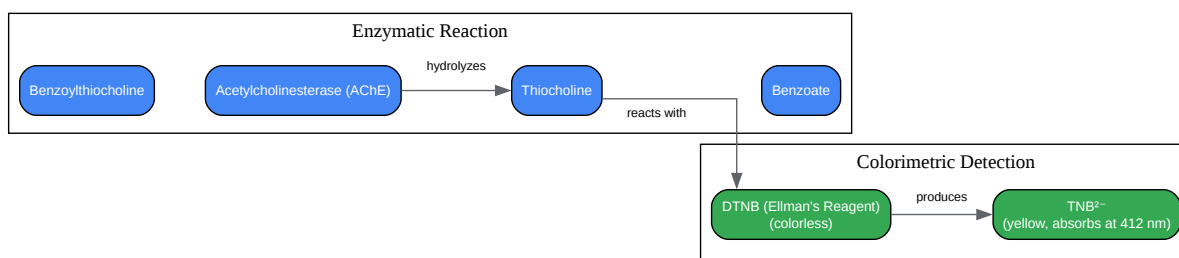 Enzymatic Reaction
Benzoylthiocholine
Acetylcholinesterase (AChE)
hydrolyzes
Thiocholine
Benzoate
reacts with
Colorimetric Detection
DTNB (Ellman's Reagent)
(colorless)
produces
TNB²⁻
(yellow, absorbs at 412 nm)